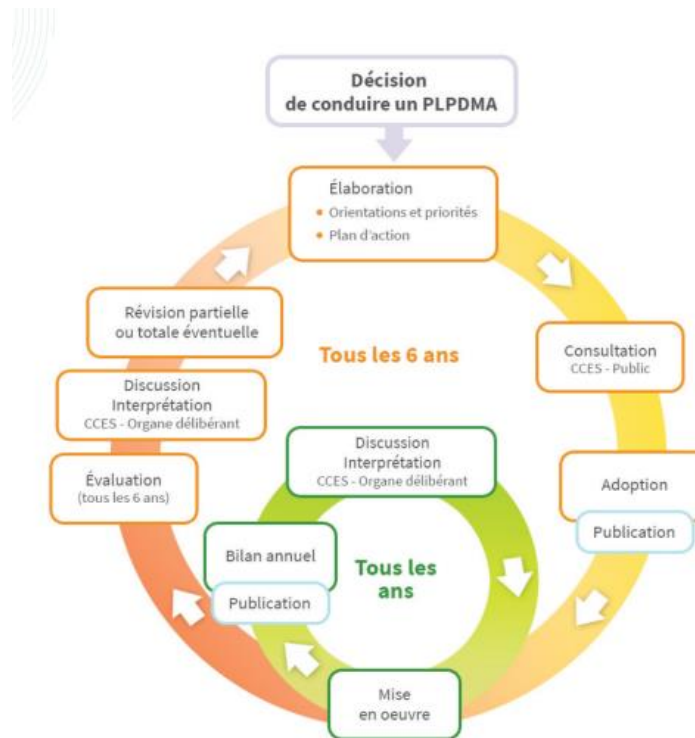 Décision
de conduire un PLPDMA
Élaboration
• Orientations et priorités
• Plan d'action
Révision partielle
ou totale éventuelle
Tous les 6 ans
Consultation
CCES - Public
Discussion
Interprétation
CCES - Organe délibérant
Discussion
Interprétation
CCES - Organe délibérant
Évaluation
(tous les 6 ans)
Adoption
Publication
Bilan annuel
Publication
Tous les
ans
Mise
en oeuvre